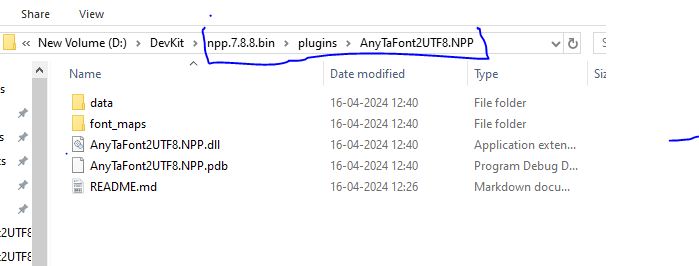 Share View
New Volume (D:) > DevKit > npp.7.8.8.bin > plugins > AnyTaFont2UTF8.NPP
Name Date modified Type Siz
data 16-04-2024 12:40 File folder
font_maps 16-04-2024 12:40 File folder
AnyTaFont2UTF8.NPP.dll 16-04-2024 12:40 Application exten...
AnyTaFont2UTF8.NPP.pdb 16-04-2024 12:40 Program Debug D...
README.md 16-04-2024 12:26 Markdown docu...
2UTF8
2UTF8